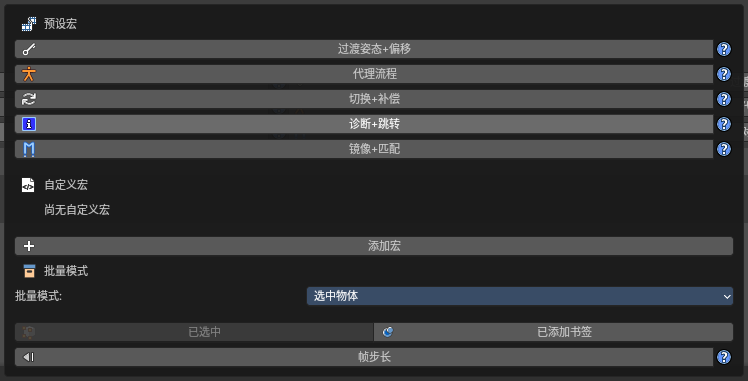 预设宏
过渡姿态+偏移
代理流程
切换+补偿
诊断+跳转
镜像+匹配
自定义宏
尚无自定义宏
添加宏
批量模式
批量模式: 选中物体
已选中 已添加书签
帧步长